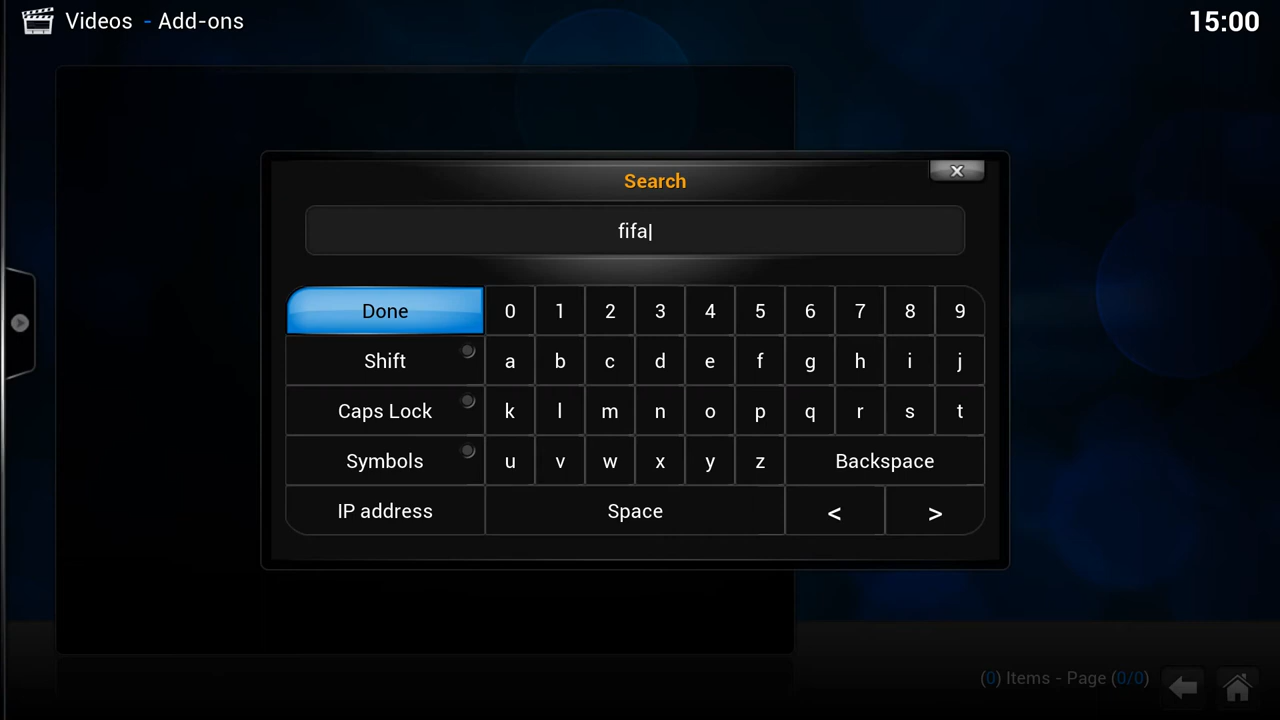 Videos - Add-ons 15:00
Search
x
fifa
Done 0 1 2 3 4 5 6 7 8 9
Shift a b c d e f g h i j
Caps Lock k l m n o p q r s t
Symbols u v w x y z Backspace
IP address Space < >
(0) Items - Page (0/0)